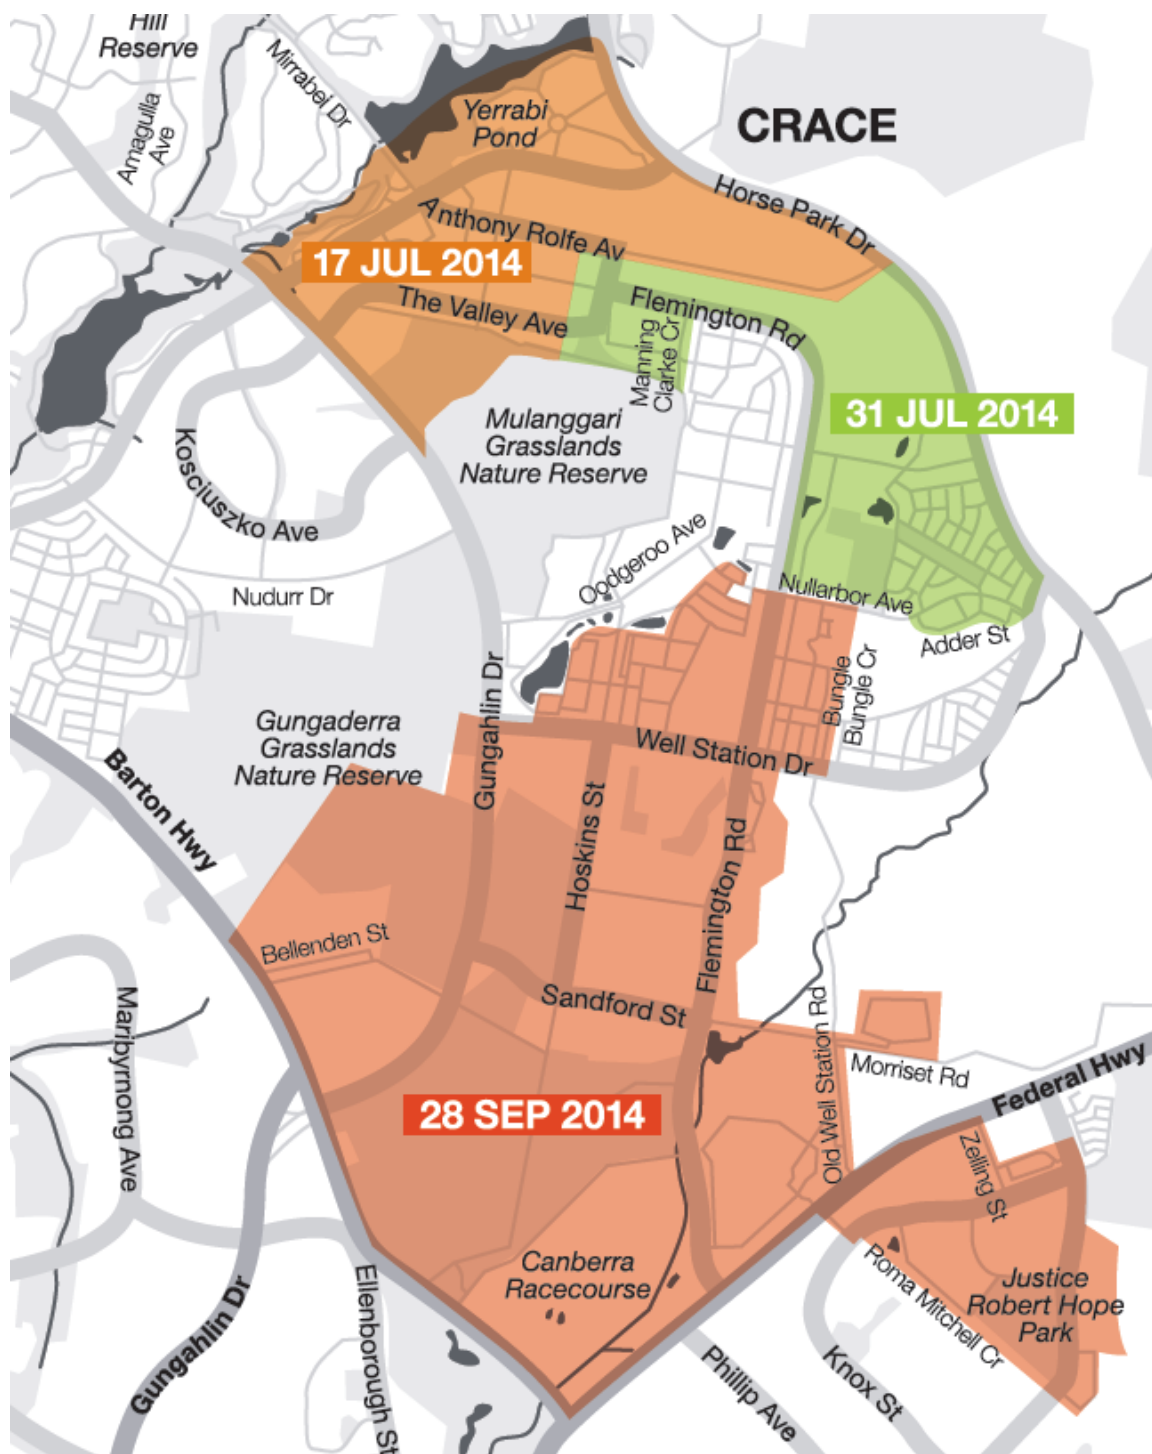 Hill
Reserve
Mirrabei Dr
Amagulla
Ave
Yerrabi
Pond
CRACE
Horse Park Dr
Anthony Rolfe Av
17 JUL 2014
The Valley Ave
Flemington Rd
Manning
Clarke Cr
31 JUL 2014
Mulanggari
Grasslands
Nature Reserve
Kosciuszko Ave
Oodgeroo Ave
Nudurr Dr
Nullarbor Ave
Adder St
Bungle
Bungle Cr
Gungahlin Dr
Gungaderra
Grasslands
Nature Reserve
Well Station Dr
Barton Hwy
Hoskins St
Flemington Rd
Bellenden St
Sandford St
Maribyrnong Ave
Old Well Station Rd
Morriset Rd
Federal Hwy
28 SEP 2014
Zelling St
Canberra
Racecourse
Roma Mitchell Cr
Justice
Robert Hope
Park
Gungahlin Dr
Ellenborough St
Phillip Ave
Knox St